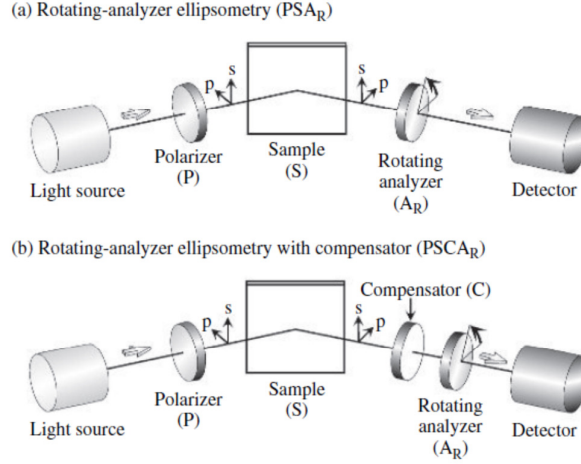 (a) Rotating-analyzer ellipsometry (PSA_R)
s
p
s
p
Light source
Polarizer
(P)
Sample
(S)
Rotating
analyzer
(A_R)
Detector
(b) Rotating-analyzer ellipsometry with compensator (PSCA_R)
Compensator (C)
s
p
s
p
Light source
Polarizer
(P)
Sample
(S)
Rotating
analyzer
(A_R)
Detector